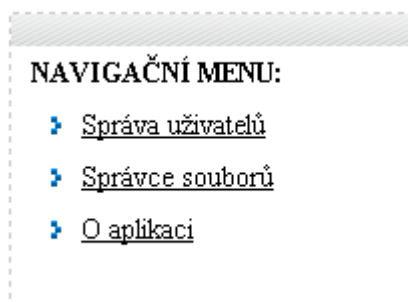 NAVIGAČNÍ MENU:
Správa uživatelů
Správce souborů
O aplikaci